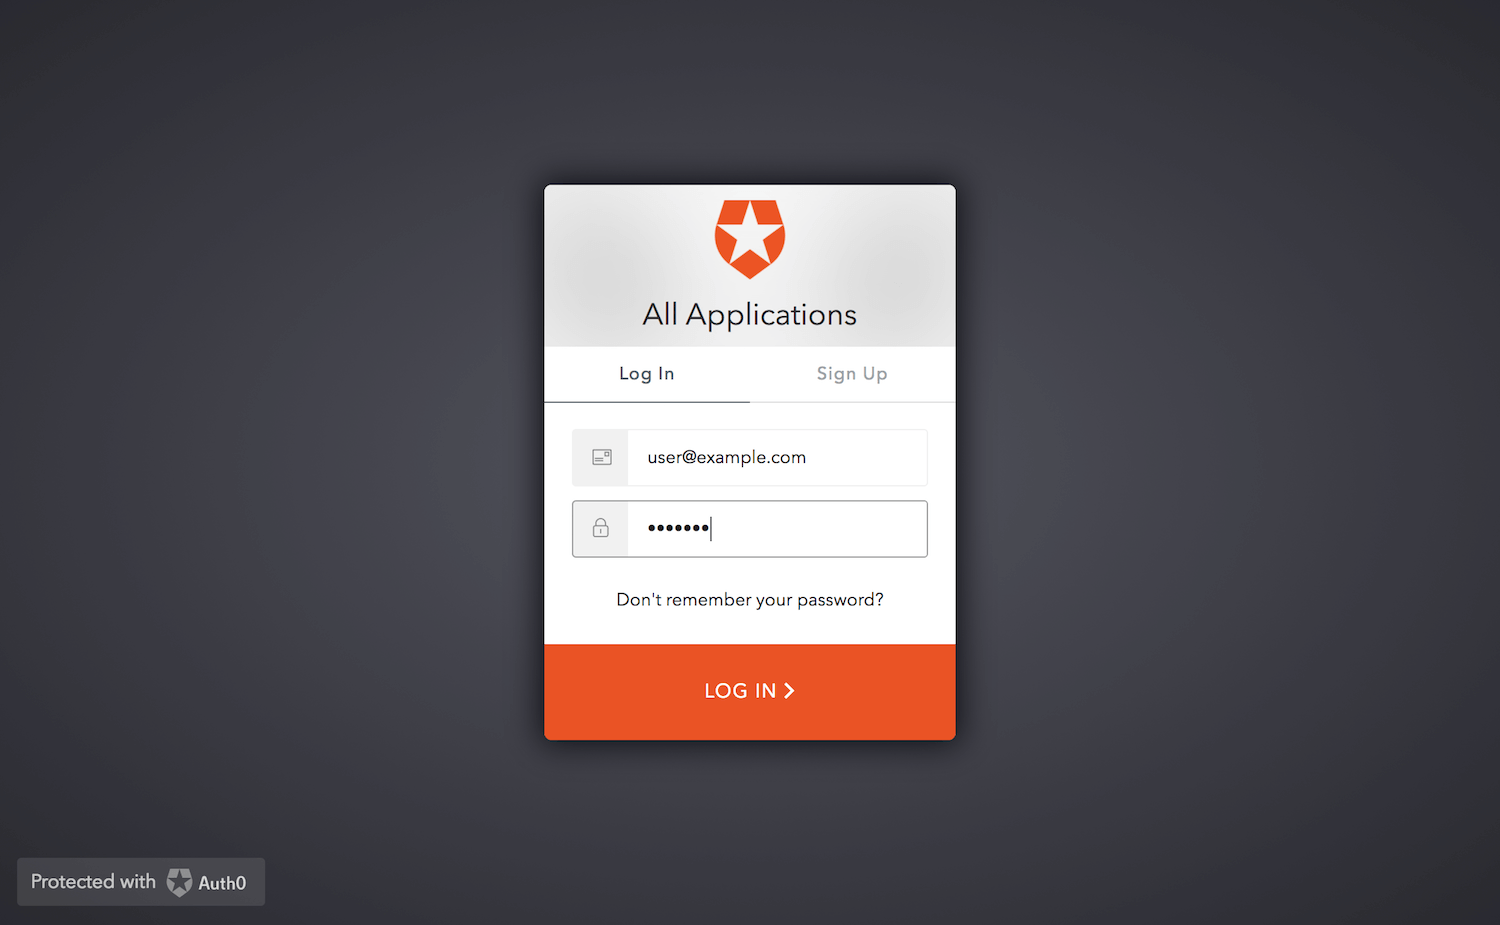 All Applications
Log In
Sign Up
user@example.com
•••••••
Don't remember your password?
LOG IN
Protected with Auth0